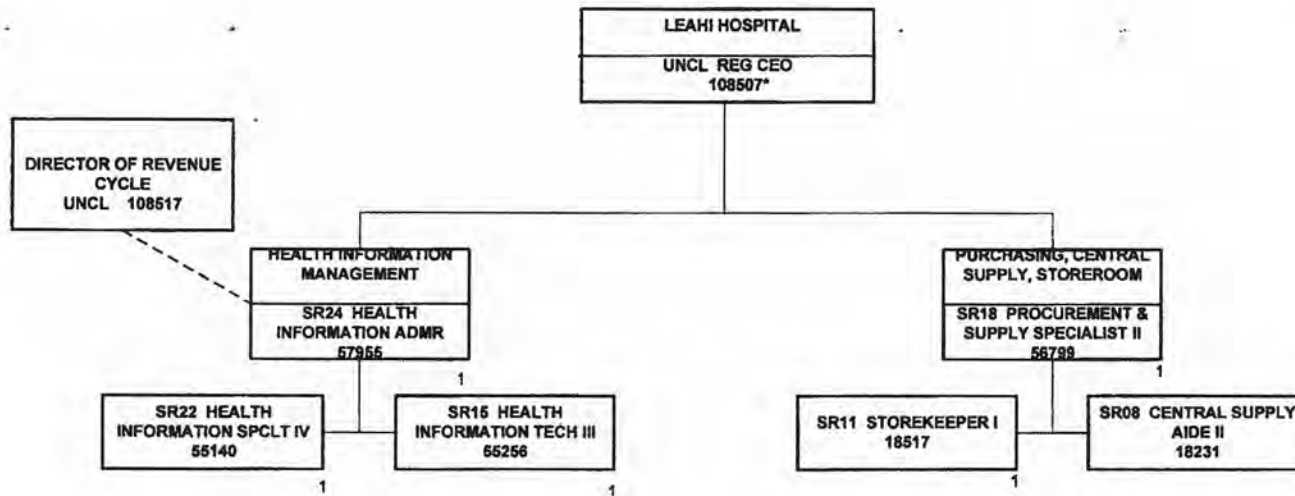 LEAHI HOSPITAL
UNCL REG CEO
108507*
DIRECTOR OF REVENUE
CYCLE
UNCL 108517
HEALTH INFORMATION
MANAGEMENT
SR24 HEALTH
INFORMATION ADMR
57955
1
PURCHASING, CENTRAL
SUPPLY, STOREROOM
SR18 PROCUREMENT &
SUPPLY SPECIALIST II
56799
1
SR22 HEALTH
INFORMATION SPCLT IV
55140
1
SR15 HEALTH
INFORMATION TECH III
55256
1
SR11 STOREKEEPER I
18517
1
SR08 CENTRAL SUPPLY
AIDE II
18231